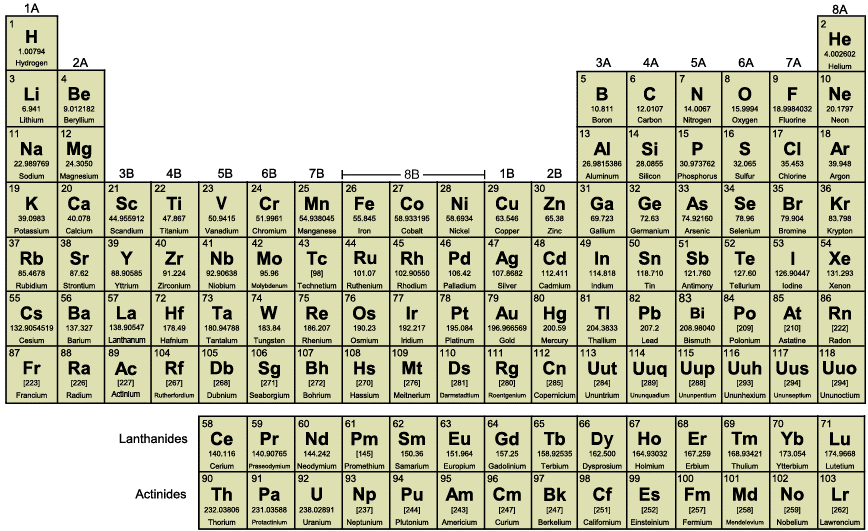 1A 8A
1 2
H He
1.00794 4.002602
Hydrogen 2A 3A 4A 5A 6A 7A Helium
3 4 5 6 7 8 9 10
Li Be B C N O F Ne
6.941 9.012182 10.811 12.0107 14.0067 15.9994 18.9984032 20.1797
Lithium Beryllium Boron Carbon Nitrogen Oxygen Fluorine Neon
11 12 13 14 15 16 17 18
Na Mg Al Si P S Cl Ar
22.989769 24.3050 26.9815386 28.0855 30.973762 32.065 35.453 39.948
Sodium Magnesium 3B 4B 5B 6B 7B 8B 1B 2B Aluminum Silicon Phosphorus Sulfur Chlorine Argon
19 20 21 22 23 24 25 26 27 28 29 30 31 32 33 34 35 36
K Ca Sc Ti V Cr Mn Fe Co Ni Cu Zn Ga Ge As Se Br Kr
39.0983 40.078 44.955912 47.867 50.9415 51.9961 54.938045 55.845 58.933195 58.6934 63.546 65.38 69.723 72.63 74.92160 78.96 79.904 83.798
Potassium Calcium Scandium Titanium Vanadium Chromium Manganese Iron Cobalt Nickel Copper Zinc Gallium Germanium Arsenic Selenium Bromine Krypton
37 38 39 40 41 42 43 44 45 46 47 48 49 50 51 52 53 54
Rb Sr Y Zr Nb Mo Tc Ru Rh Pd Ag Cd In Sn Sb Te I Xe
85.4678 87.62 88.90585 91.224 92.90638 95.96 [98] 101.07 102.90550 106.42 107.8682 112.411 114.818 118.710 121.760 127.60 126.90447 131.293
Rubidium Strontium Yttrium Zirconium Niobium Molybdenum Technetium Ruthenium Rhodium Palladium Silver Cadmium Indium Tin Antimony Tellurium Iodine Xenon
55 56 57 72 73 74 75 76 77 78 79 80 81 82 83 84 85 86
Cs Ba La Hf Ta W Re Os Ir Pt Au Hg Tl Pb Bi Po At Rn
132.9054519 137.327 138.90547 178.49 180.94788 183.84 186.207 190.23 192.217 195.084 196.966569 200.59 204.3833 207.2 208.98040 [209] [210] [222]
Cesium Barium Lanthanum Hafnium Tantalum Tungsten Rhenium Osmium Iridium Platinum Gold Mercury Thallium Lead Bismuth Polonium Astatine Radon
87 88 89 104 105 106 107 108 109 110 111 112 113 114 115 116 117 118
Fr Ra Ac Rf Db Sg Bh Hs Mt Ds Rg Cn Uut Uuq Uup Uuh Uus Uuo
[223] [226] [227] [267] [268] [271] [272] [270] [276] [281] [280] [285] [284] [289] [288] [293] [294] [294]
Francium Radium Actinium Rutherfordium Dubnium Seaborgium Bohrium Hassium Meitnerium Darmstadtium Roentgenium Copernicium Ununtrium Ununquadium Ununpentium Ununhexium Ununseptium Ununoctium
58 59 60 61 62 63 64 65 66 67 68 69 70 71
Lanthanides Ce Pr Nd Pm Sm Eu Gd Tb Dy Ho Er Tm Yb Lu
140.116 140.90765 144.242 [145] 150.36 151.964 157.25 158.92535 162.500 164.93032 167.259 168.93421 173.054 174.9668
Cerium Praseodymium Neodymium Promethium Samarium Europium Gadolinium Terbium Dysprosium Holmium Erbium Thulium Ytterbium Lutetium
90 91 92 93 94 95 96 97 98 99 100 101 102 103
Actinides Th Pa U Np Pu Am Cm Bk Cf Es Fm Md No Lr
232.03806 231.03588 238.02891 [237] [244] [243] [247] [247] [251] [252] [257] [258] [259] [262]
Thorium Protactinium Uranium Neptunium Plutonium Americium Curium Berkelium Californium Einsteinium Fermium Mendelevium Nobelium Lawrencium